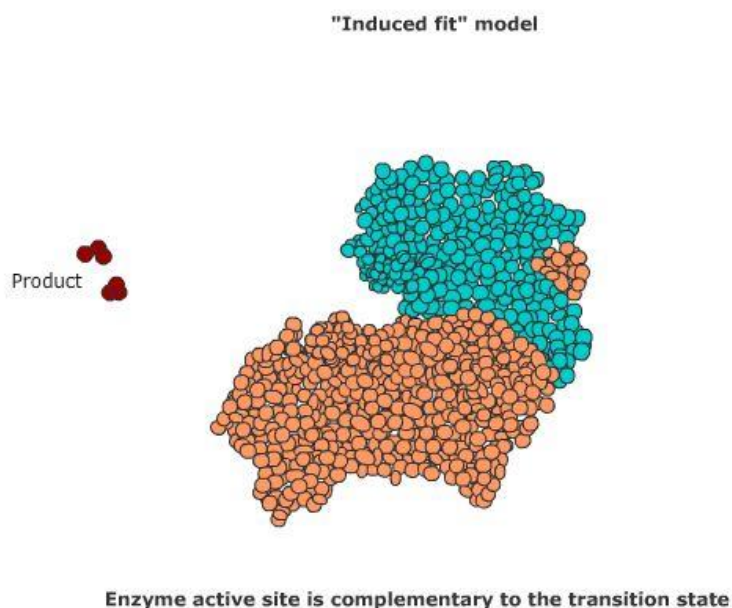 "Induced fit" model
Product
Enzyme active site is complementary to the transition state